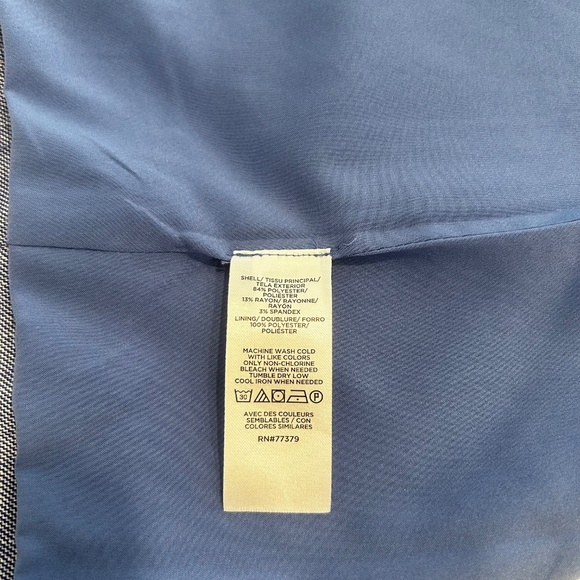 SHELL/ TISSU PRINCIPAL/
TELA EXTERIOR
84% POLYESTER/
POLIÉSTER
13% RAYON/ RAYONNE/
RAYON
3% SPANDEX
LINING/ DOUBLURE/ FORRO
100% POLYESTER/
POLIÉSTER
MACHINE WASH COLD
WITH LIKE COLORS
ONLY NON-CHLORINE
BLEACH WHEN NEEDED
TUMBLE DRY LOW
COOL IRON WHEN NEEDED
30 P
AVEC DES COULEURS
SEMBLABLES / CON
COLORES SIMILARES
RN#77379